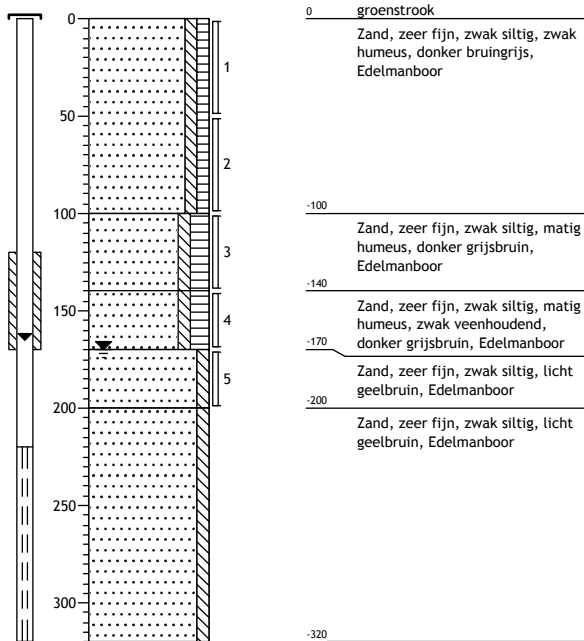 0
50
100
150
200
250
300
1
2
3
4
5
0
groenstrook
Zand, zeer fijn, zwak siltig, zwak
humeus, donker bruingrijs,
Edelmanboor
-100
Zand, zeer fijn, zwak siltig, matig
humeus, donker grijsbruin,
Edelmanboor
-140
Zand, zeer fijn, zwak siltig, matig
humeus, zwak veenhoudend,
donker grijsbruin, Edelmanboor
-170
Zand, zeer fijn, zwak siltig, licht
geelbruin, Edelmanboor
-200
Zand, zeer fijn, zwak siltig, licht
geelbruin, Edelmanboor
-320